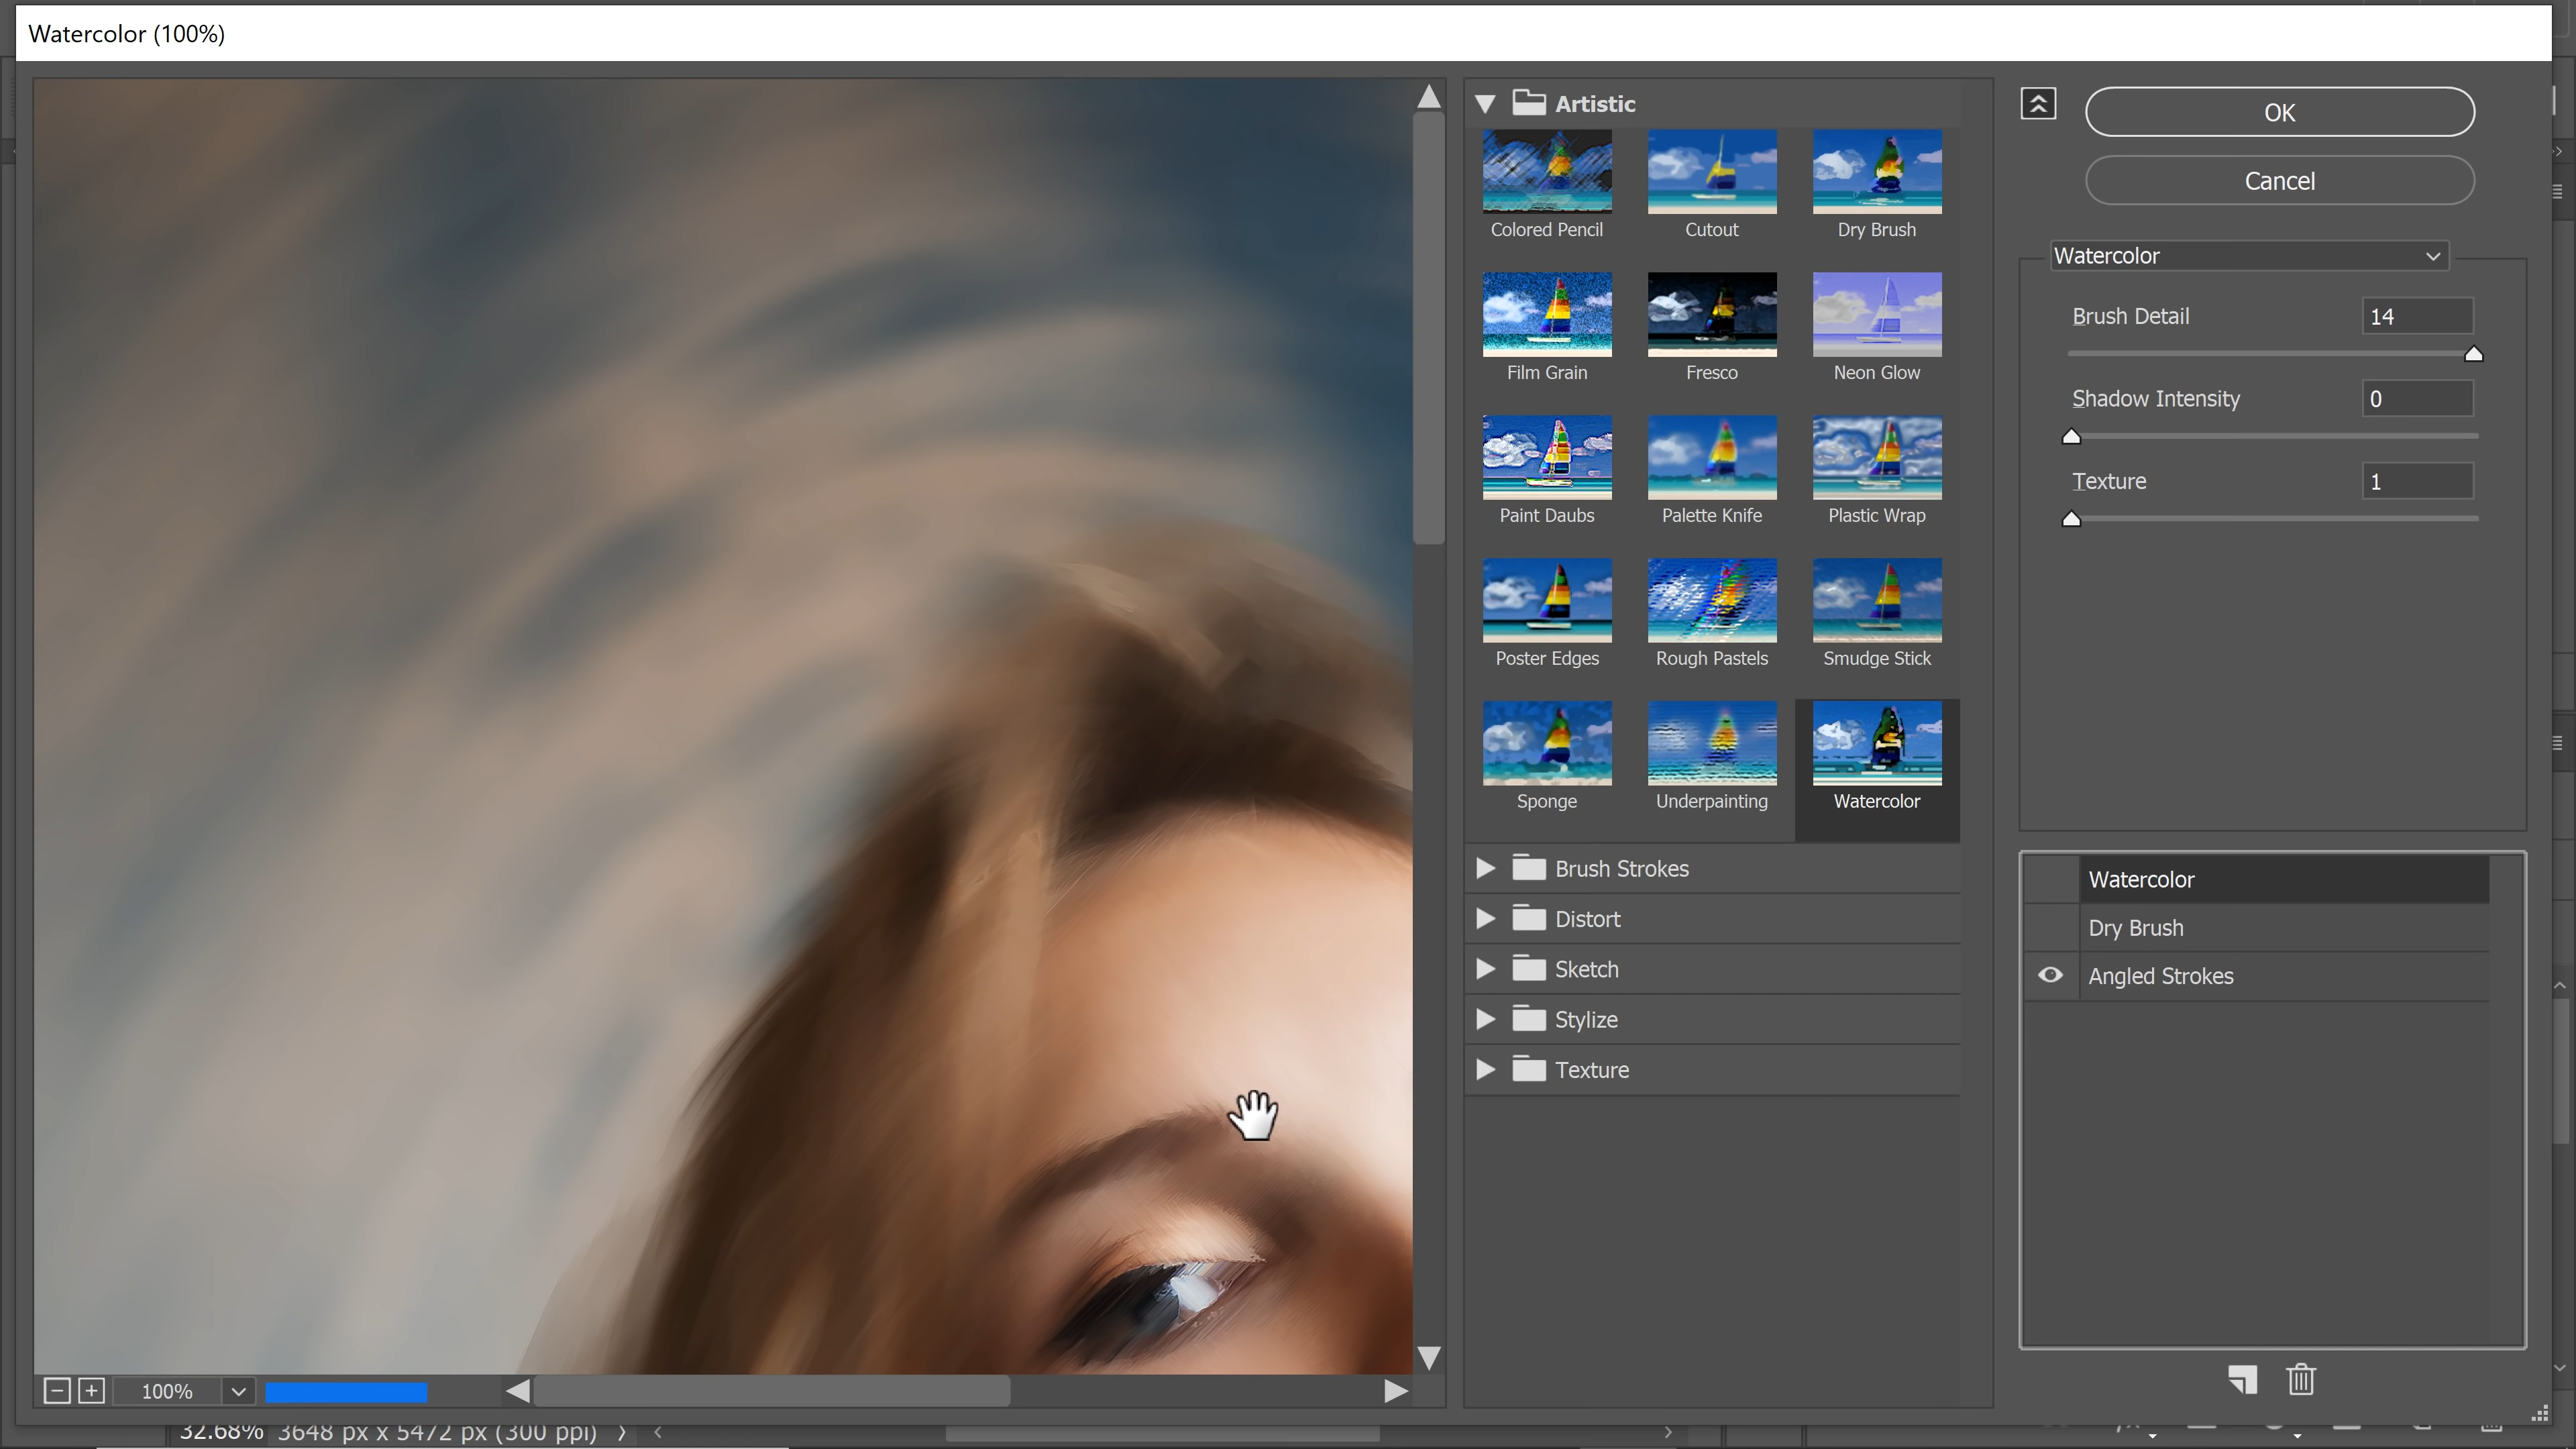 Watercolor (100%)
Artistic
Colored Pencil
Cutout
Dry Brush
Film Grain
Fresco
Neon Glow
Paint Daubs
Palette Knife
Plastic Wrap
Poster Edges
Rough Pastels
Smudge Stick
Sponge
Underpainting
Watercolor
Brush Strokes
Distort
Sketch
Stylize
Texture
OK
Cancel
Watercolor
Brush Detail 14
Shadow Intensity 0
Texture 1
Watercolor
Dry Brush
Angled Strokes
100%
32.68% 3648 px x 5472 px (300 ppi)